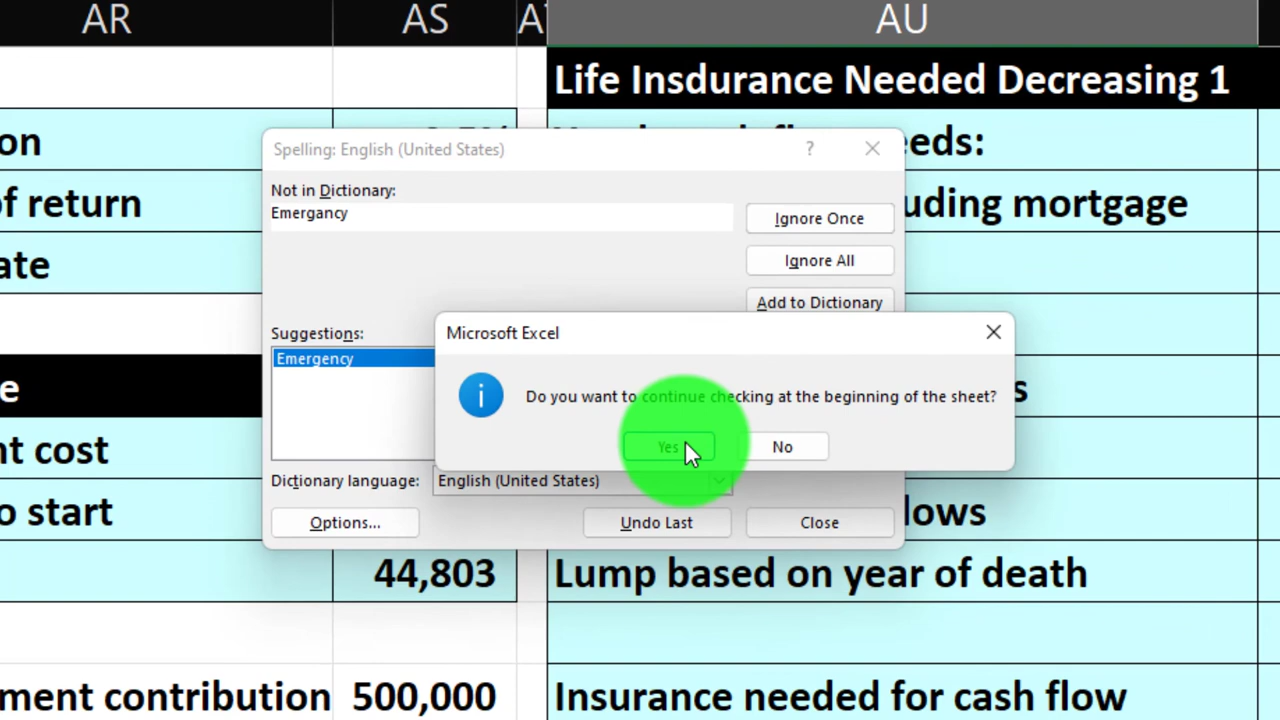 AR AS AU
Life Insdurance Needed Decreasing 1
on eeds:
Spelling: English (United States) ?
Not in Dictionary:
Emergancy
Ignore Once
of return uding mortgage
Ignore All
ate
Add to Dictionary
Suggestions:
Emergency
Microsoft Excel
Do you want to continue checking at the beginning of the sheet?
Yes No
e s
nt cost
Dictionary language: English (United States)
o start lows
Options... Undo Last Close
44,803 Lump based on year of death
ment contribution 500,000 Insurance needed for cash flow